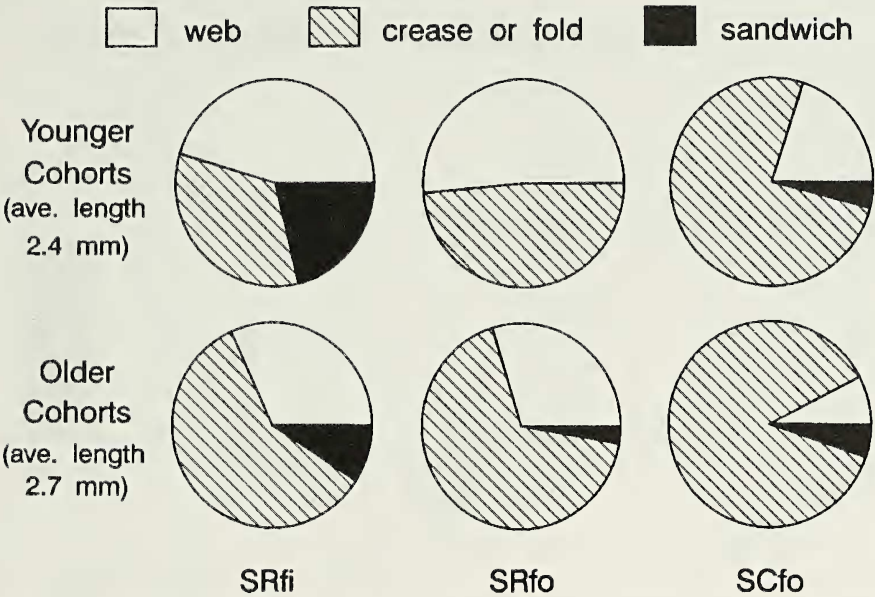 web crease or fold sandwich
Younger
Cohorts
(ave. length
2.4 mm)
Older
Cohorts
(ave. length
2.7 mm)
SRfi SRfo SCfo